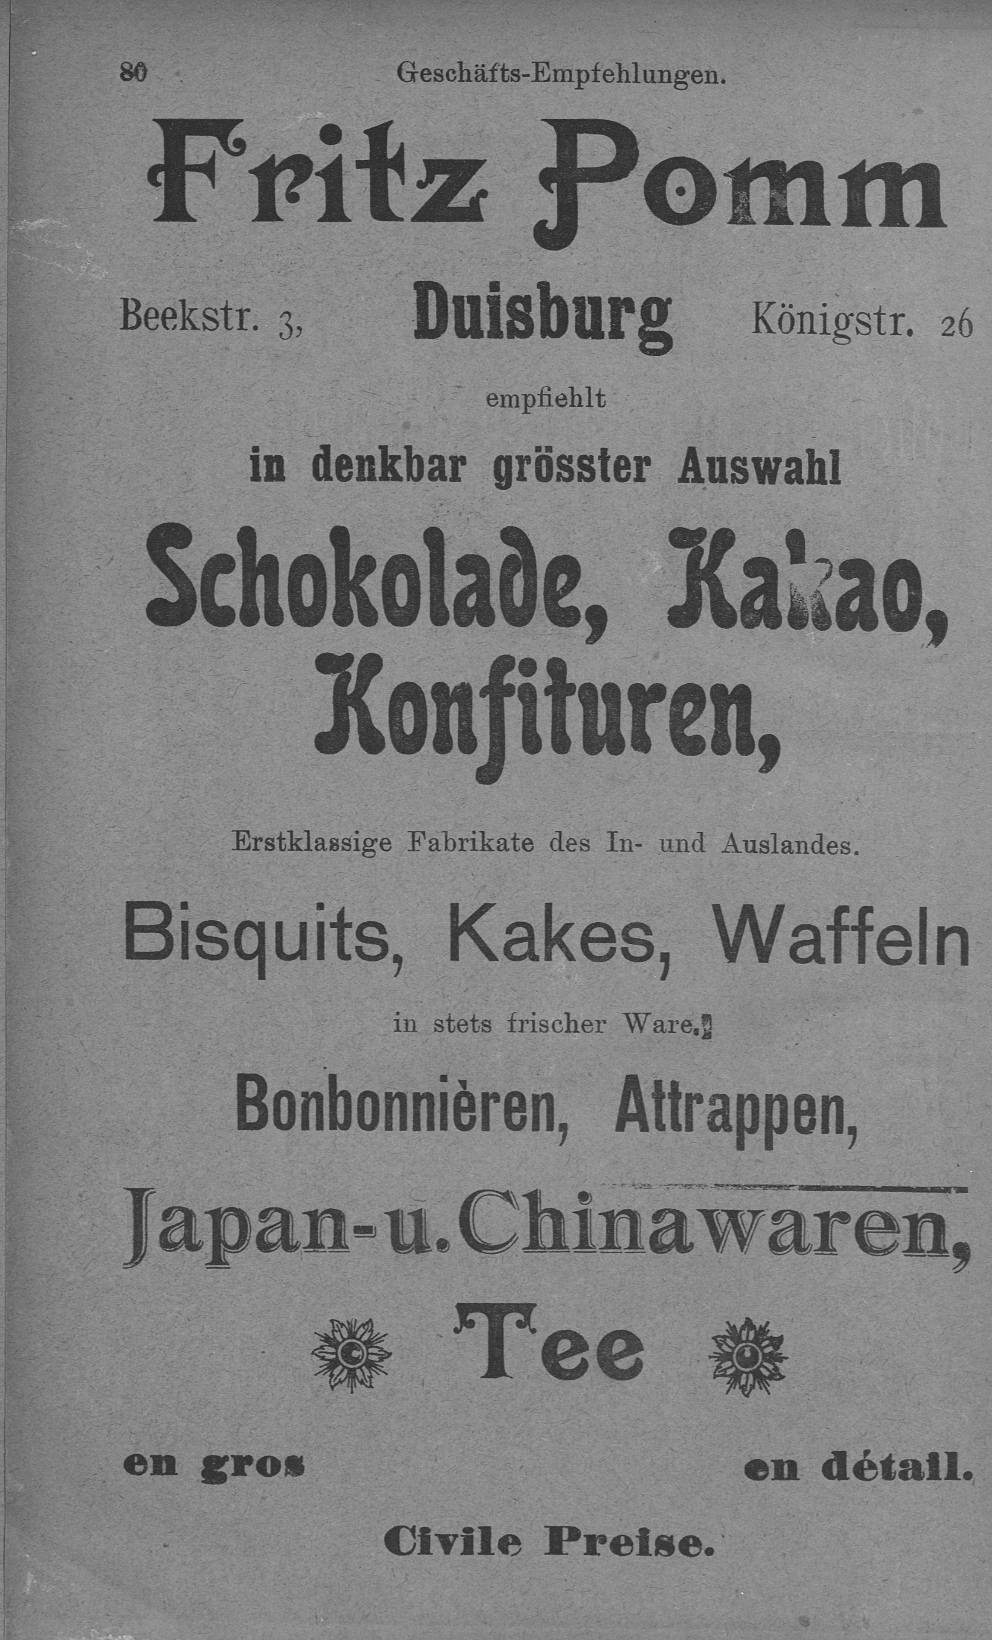 80 Geschäfts-Empfehlungen.
Fritz Pomm
Beekstr. 3, Duisburg Königstr. 26
empfiehlt
in denkbar grösster Auswahl
Schokolade, Kakao,
Konfituren,
Erstklassige Fabrikate des In- und Auslandes.
Bisquits, Kakes, Waffeln
in stets frischer Ware.
Bonbonnièren, Attrappen,
Japan- u. Chinawaren,
Tee
en gros en détail.
Civile Preise.